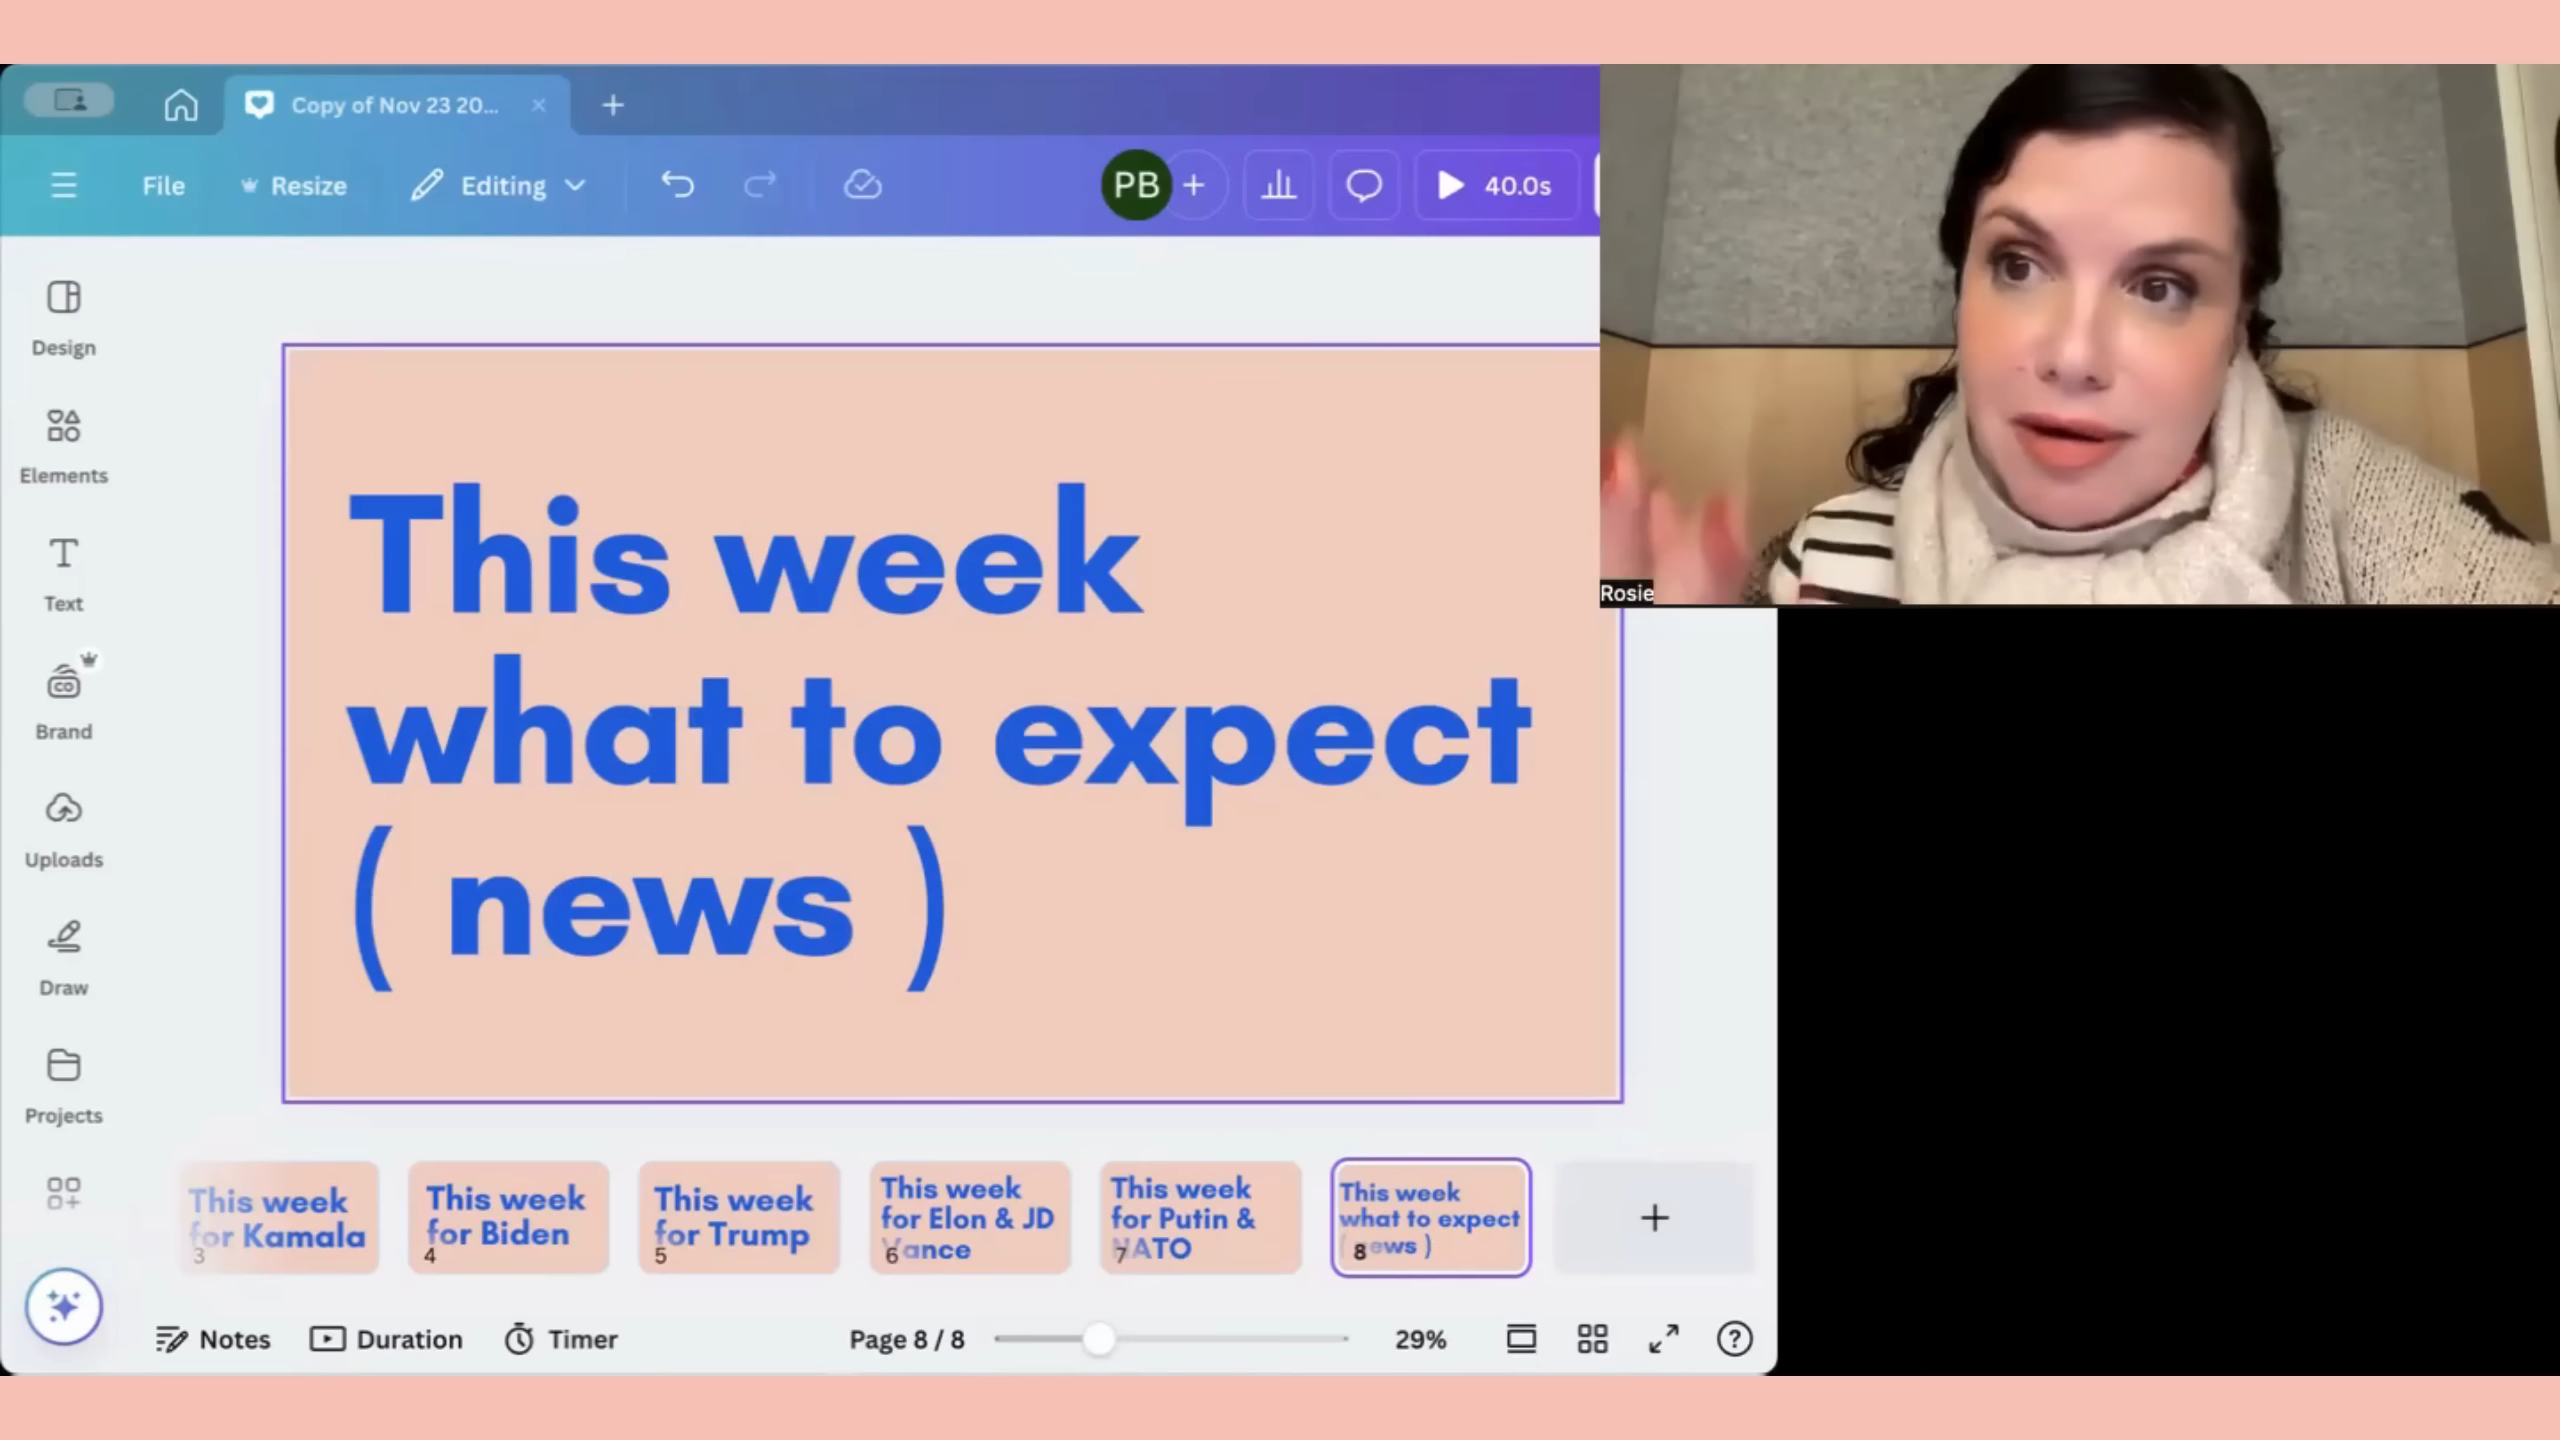 Copy of Nov 23 20...
File
Resize
Editing
PB
40.0s
Design
Elements
Text
CO
Brand
Uploads
Draw
Projects
This week
what to expect
( news )
Rosie
This week
for Kamala
3
This week
for Biden
4
This week
for Trump
5
This week
for Elon & JD
Vance
6
This week
for Putin &
NATO
7
This week
what to expect
( news )
8
Notes
Duration
Timer
Page 8 / 8
29%
?